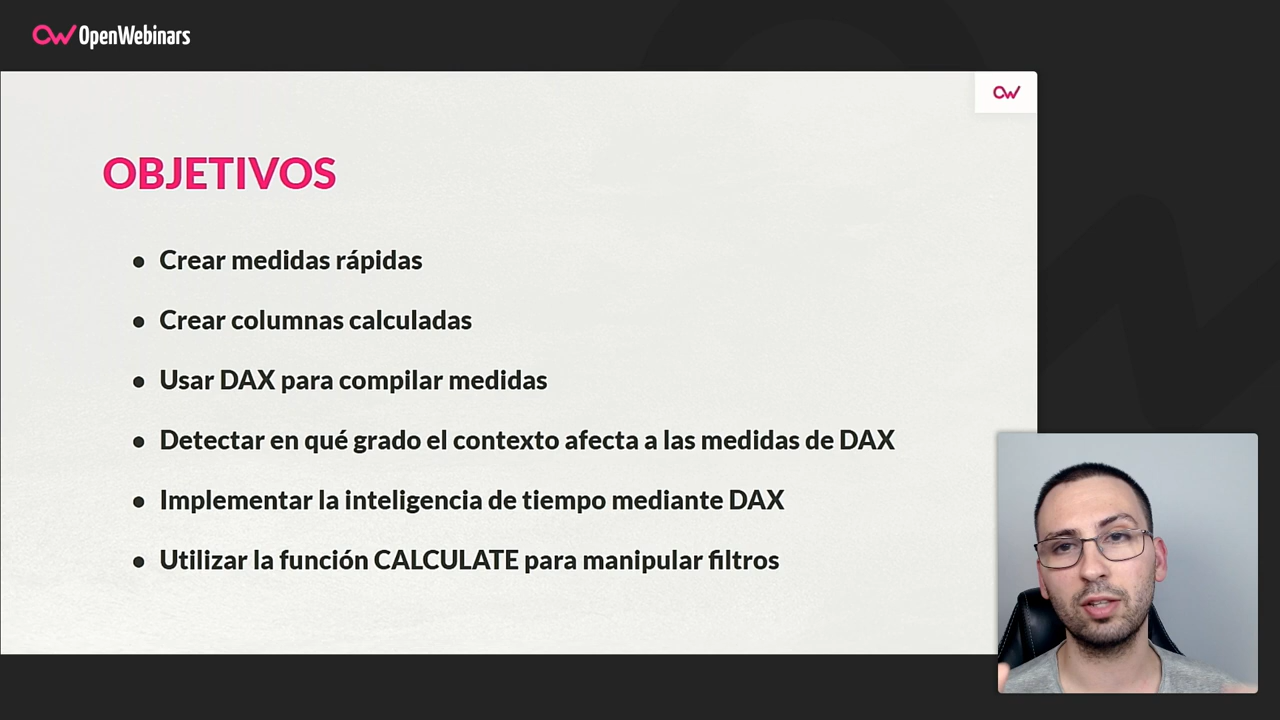 OpenWebinars
OBJETIVOS
• Crear medidas rápidas
• Crear columnas calculadas
• Usar DAX para compilar medidas
• Detectar en qué grado el contexto afecta a las medidas de DAX
• Implementar la inteligencia de tiempo mediante DAX
• Utilizar la función CALCULATE para manipular filtros